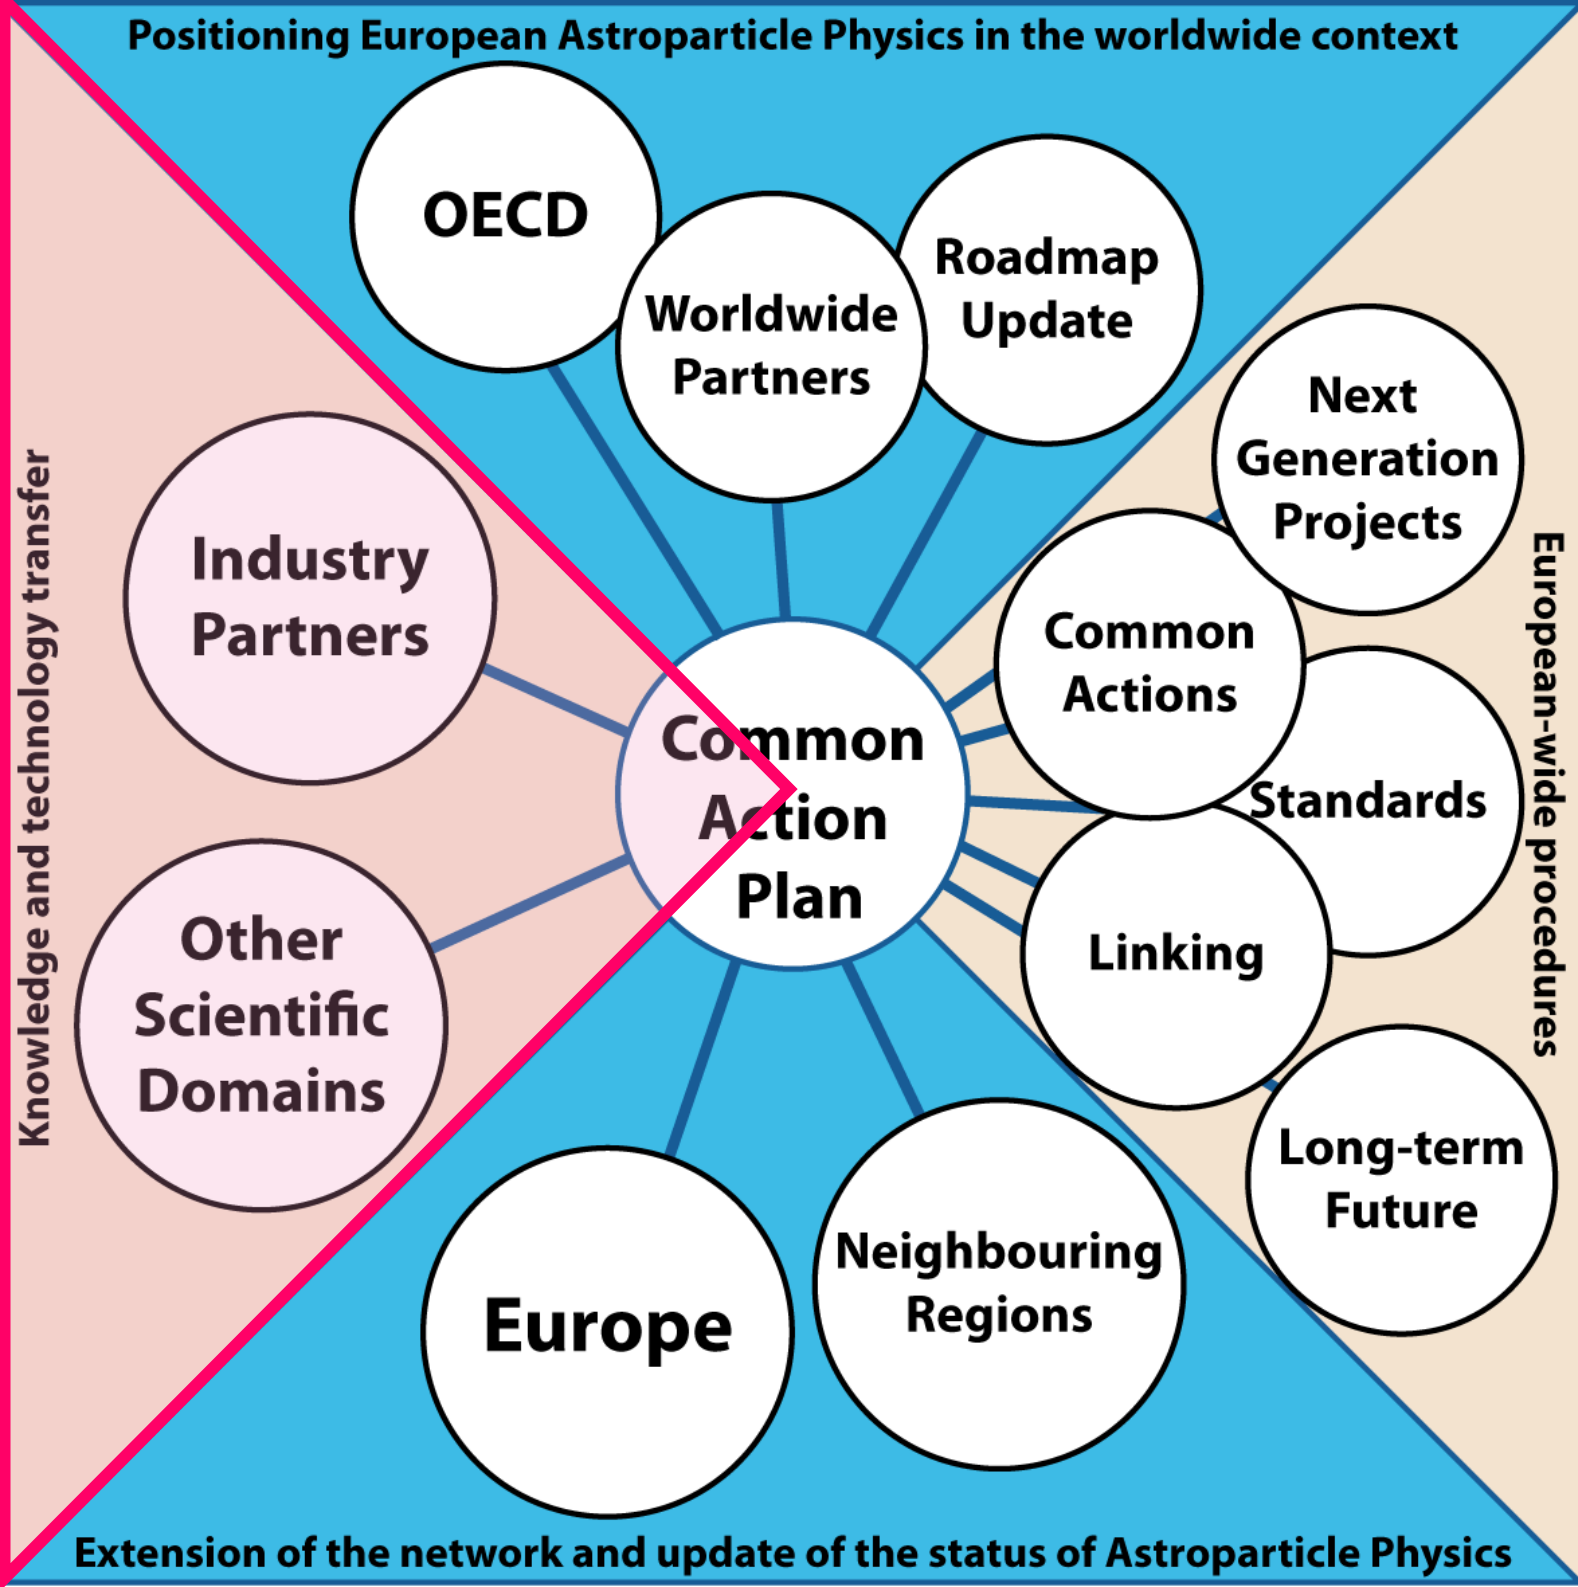 Positioning European Astroparticle Physics in the worldwide context
OECD
Worldwide
Partners
Roadmap
Update
Next
Generation
Projects
Common
Actions
Standards
Linking
Long-term
Future
European-wide procedures
Knowledge and technology transfer
Industry
Partners
Other
Scientific
Domains
Common
Action
Plan
Europe
Neighbouring
Regions
Extension of the network and update of the status of Astroparticle Physics